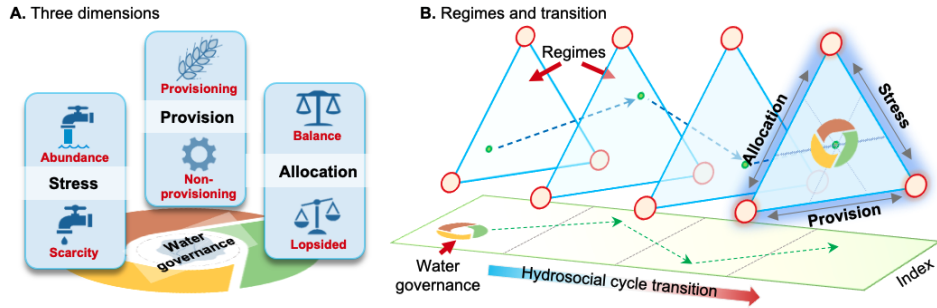 A. Three dimensions
Provisioning
Provision
Non-
provisioning
Abundance
Stress
Scarcity
Balance
Allocation
Lopsided
Water
governance
B. Regimes and transition
Regimes
Allocation
Stress
Provision
Water
governance
Hydrosocial cycle transition
Index